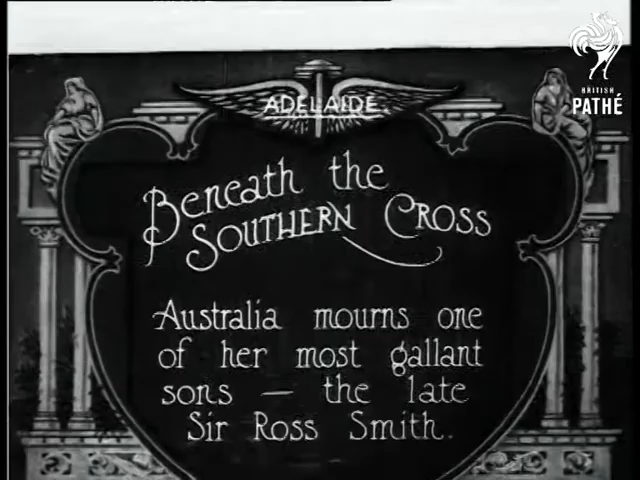 BRITISH
PATHÉ
ADELAIDE
Beneath the
SOUTHERN CROSS
Australia mourns one
of her most gallant
sons — the late
Sir Ross Smith.